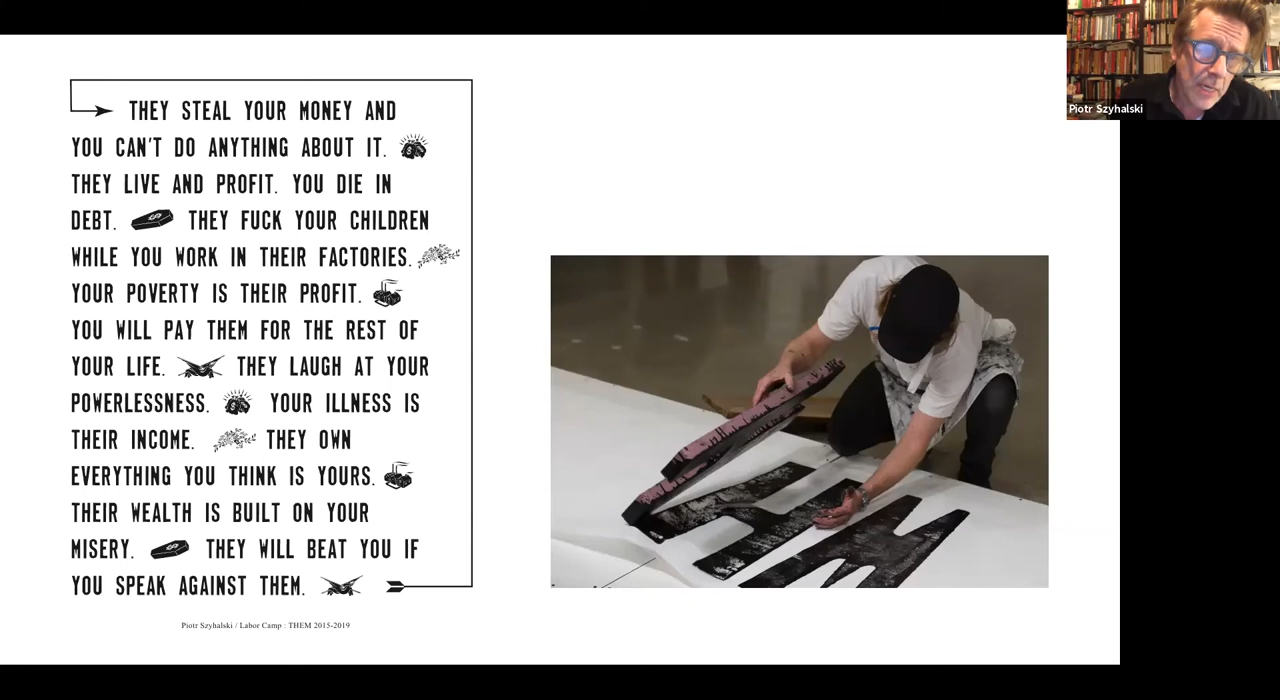 THEY STEAL YOUR MONEY AND
YOU CAN'T DO ANYTHING ABOUT IT.
THEY LIVE AND PROFIT. YOU DIE IN
DEBT. THEY FUCK YOUR CHILDREN
WHILE YOU WORK IN THEIR FACTORIES.
YOUR POVERTY IS THEIR PROFIT.
YOU WILL PAY THEM FOR THE REST OF
YOUR LIFE. THEY LAUGH AT YOUR
POWERLESSNESS. YOUR ILLNESS IS
THEIR INCOME. THEY OWN
EVERYTHING YOU THINK IS YOURS.
THEIR WEALTH IS BUILT ON YOUR
MISERY. THEY WILL BEAT YOU IF
YOU SPEAK AGAINST THEM.
Piotr Szyhalski / Labor Camp : THEM 2015-2019
Piotr Szyhalski